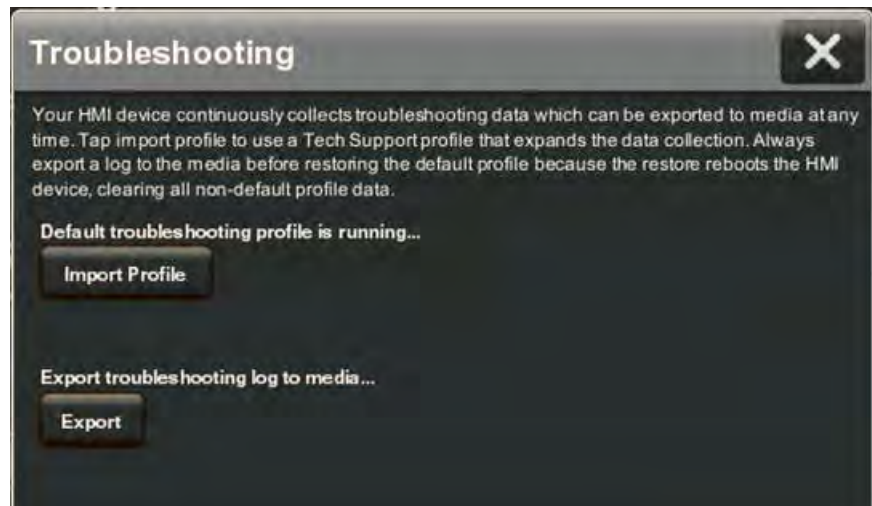 Troubleshooting
Your HMI device continuously collects troubleshooting data which can be exported to media at any
time. Tap import profile to use a Tech Support profile that expands the data collection. Always
export a log to the media before restoring the default profile because the restore reboots the HMI
device, clearing all non-default profile data.
Default troubleshooting profile is running...
Import Profile
Export troubleshooting log to media...
Export